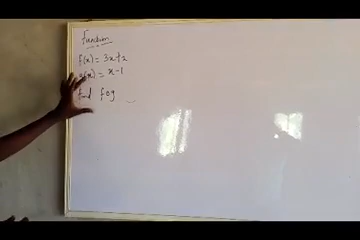 Function
f(x) = 3x+2
g(x) = x-1
find fog